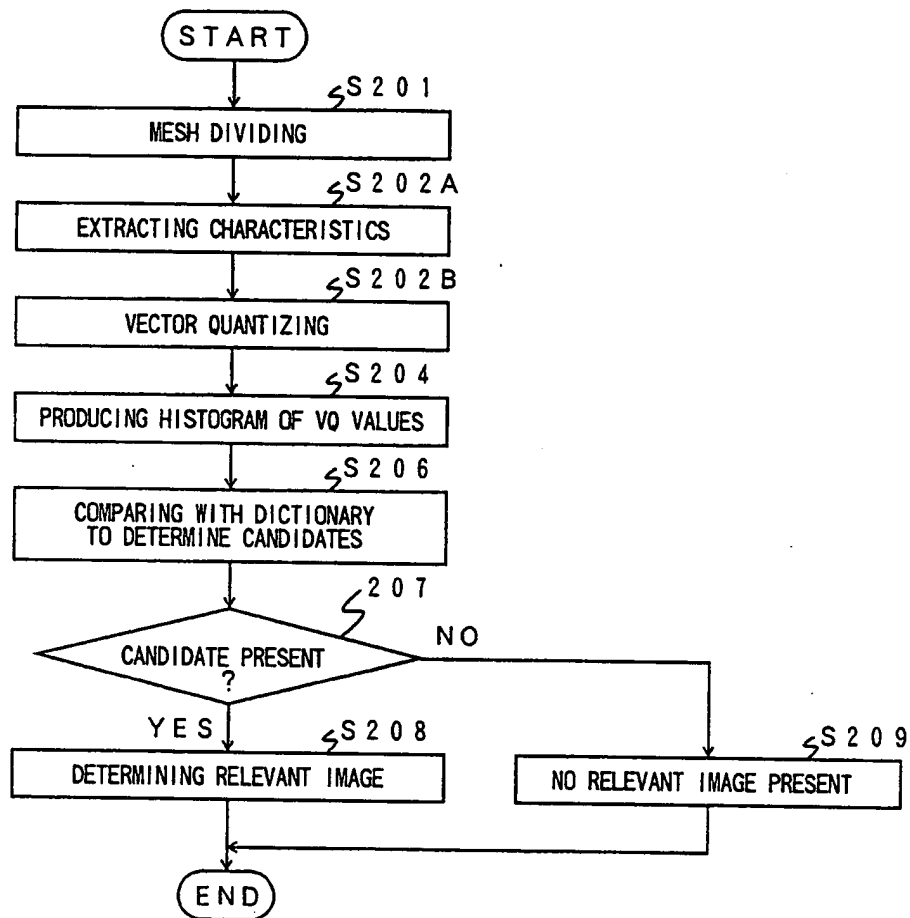 START
S201
MESH DIVIDING
S202A
EXTRACTING CHARACTERISTICS
S202B
VECTOR QUANTIZING
S204
PRODUCING HISTOGRAM OF VQ VALUES
S206
COMPARING WITH DICTIONARY
TO DETERMINE CANDIDATES
207
CANDIDATE PRESENT
?
NO
YES
S208
DETERMINING RELEVANT IMAGE
S209
NO RELEVANT IMAGE PRESENT
END